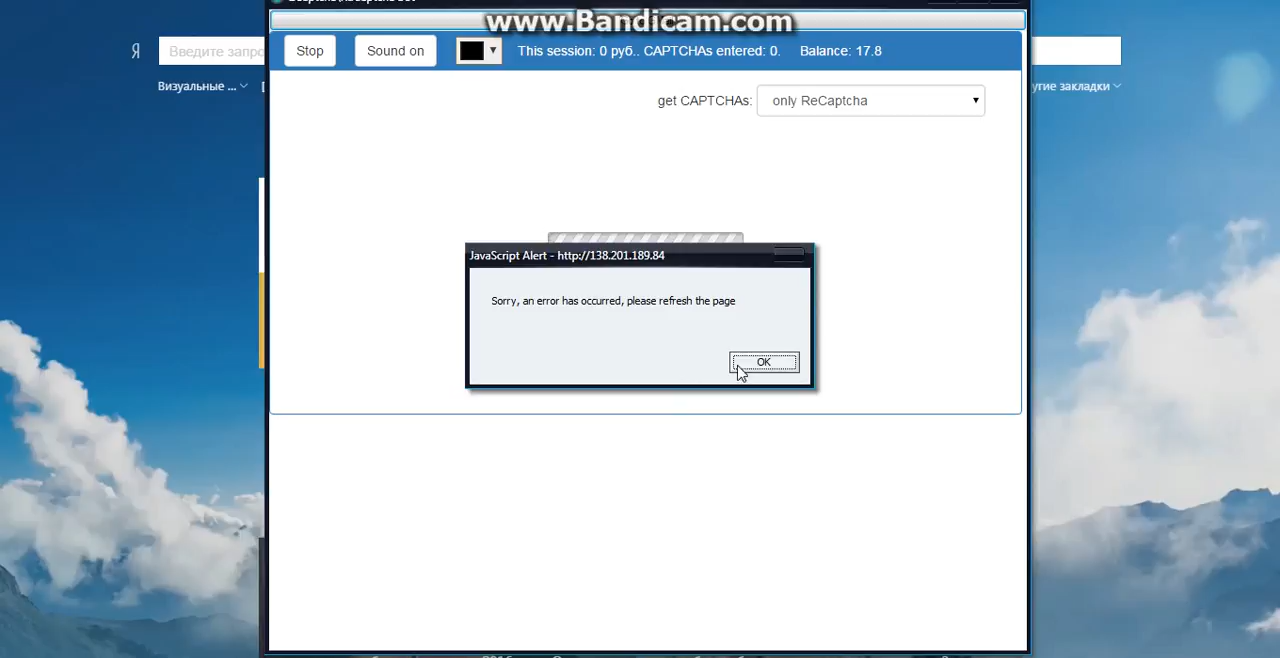 www.Bandicam.com
Я
Введите запро
Stop
Sound on
This session: 0 руб.. CAPTCHAs entered: 0.
Balance: 17.8
Визуальные ...
угие закладки
get CAPTCHAs:
only ReCaptcha
JavaScript Alert - http://138.201.189.84
Sorry, an error has occurred, please refresh the page
OK